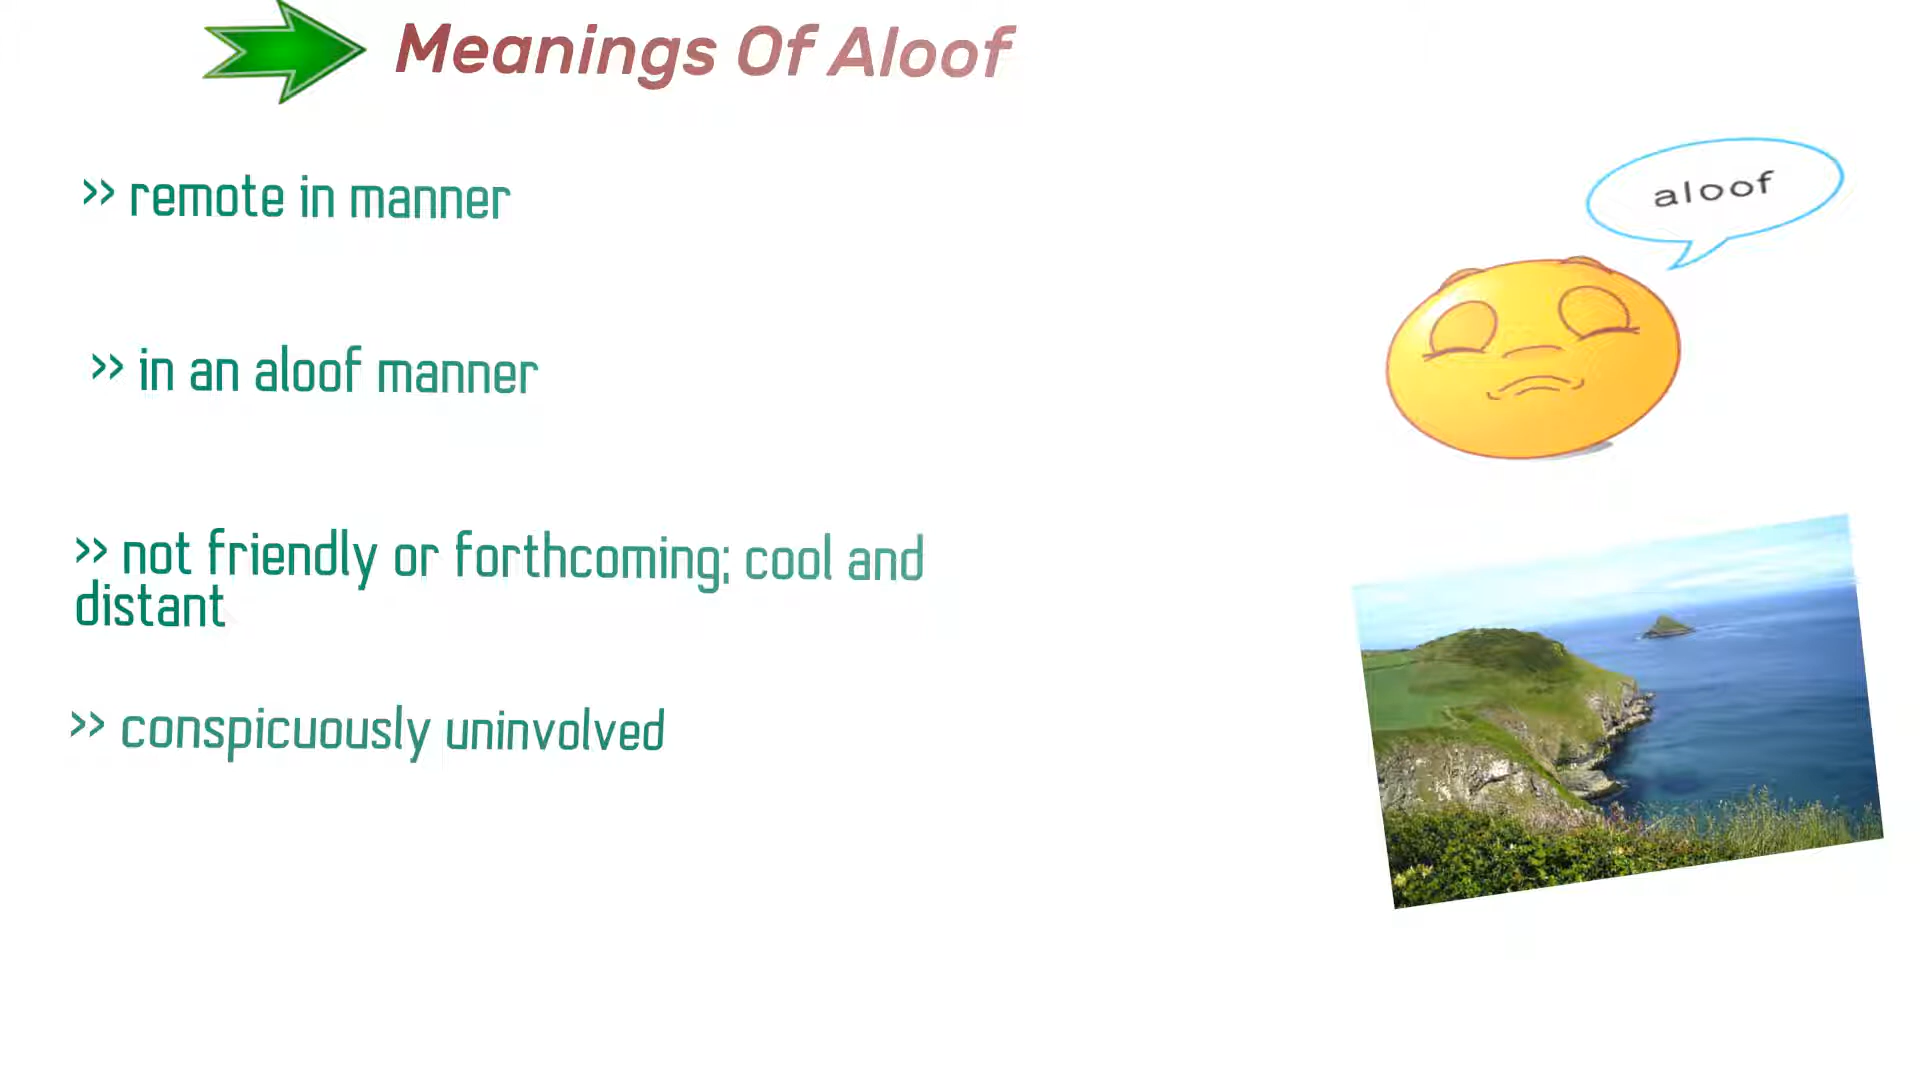 Meanings Of Aloof
>> remote in manner
aloof
>> in an aloof manner
>> not friendly or forthcoming; cool and
distant
>> conspicuously uninvolved